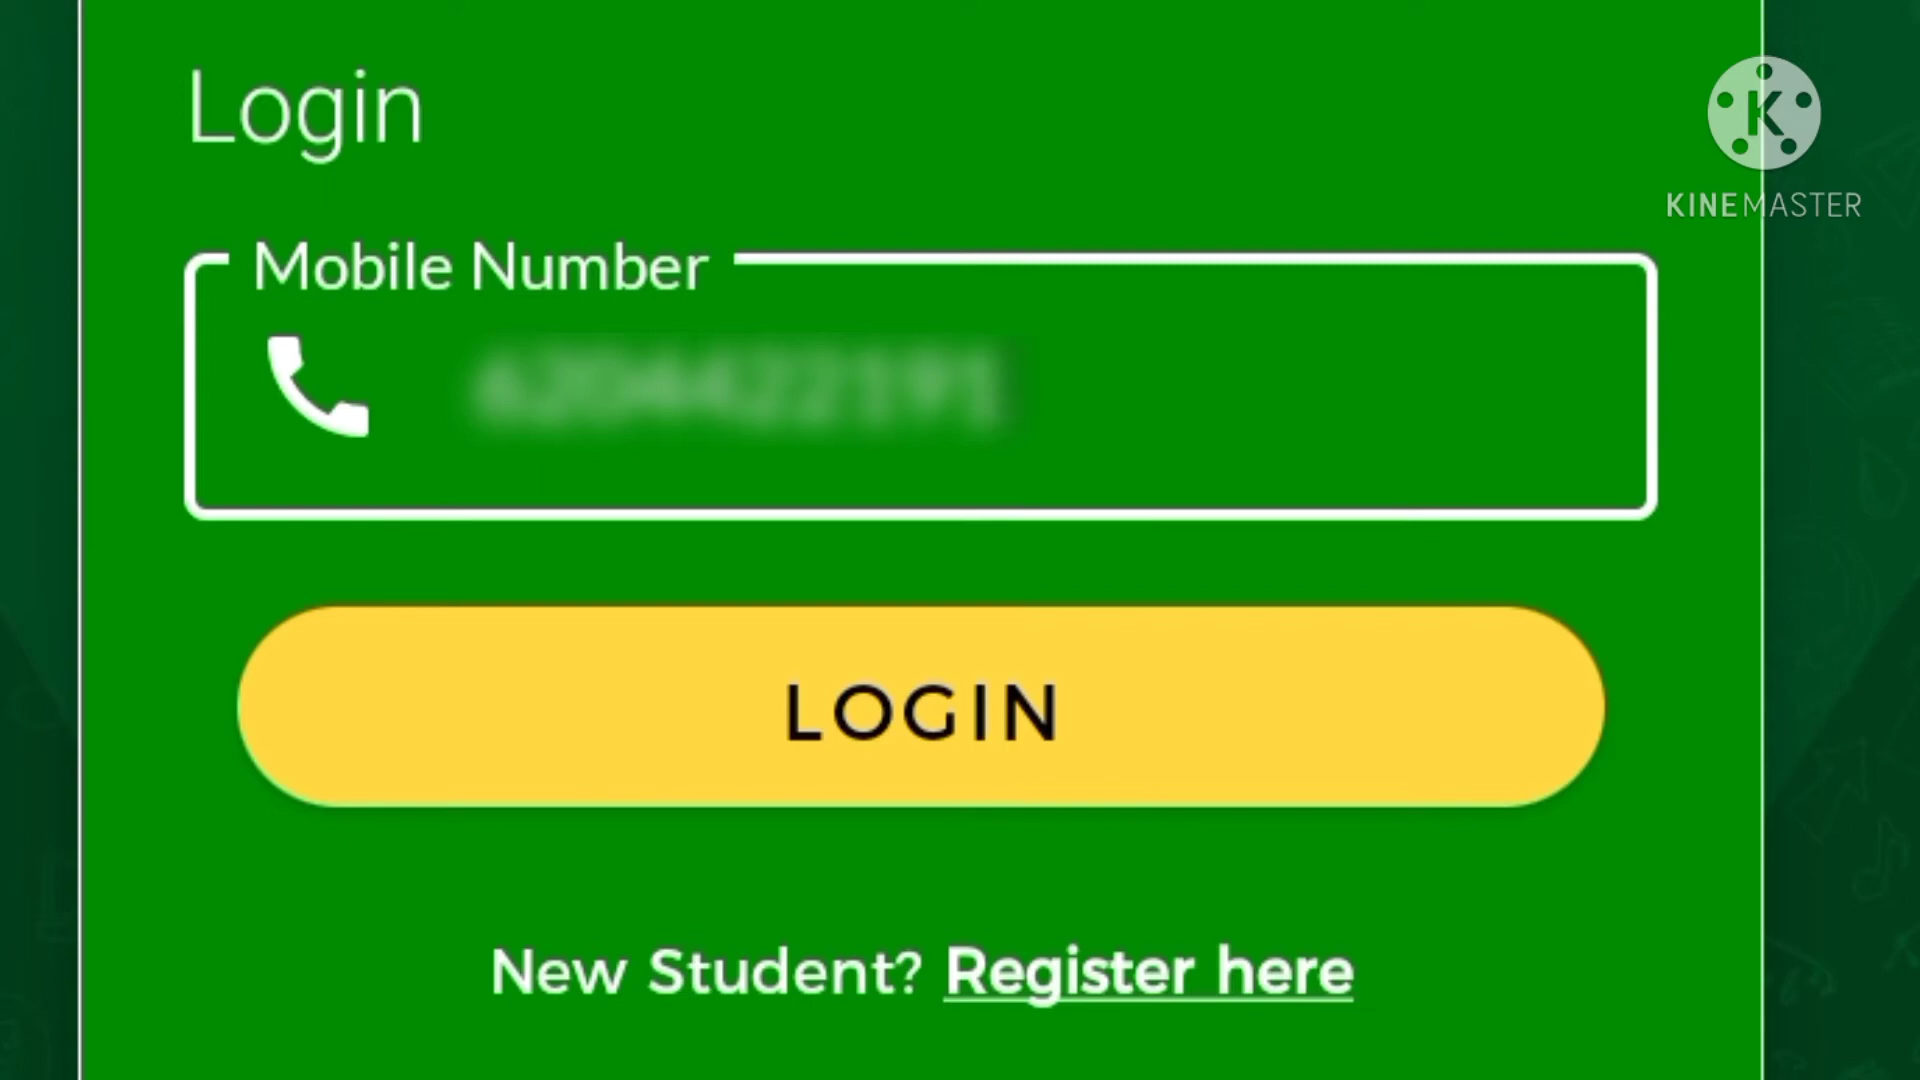 Login
KINEMASTER
Mobile Number
LOGIN
New Student? Register here